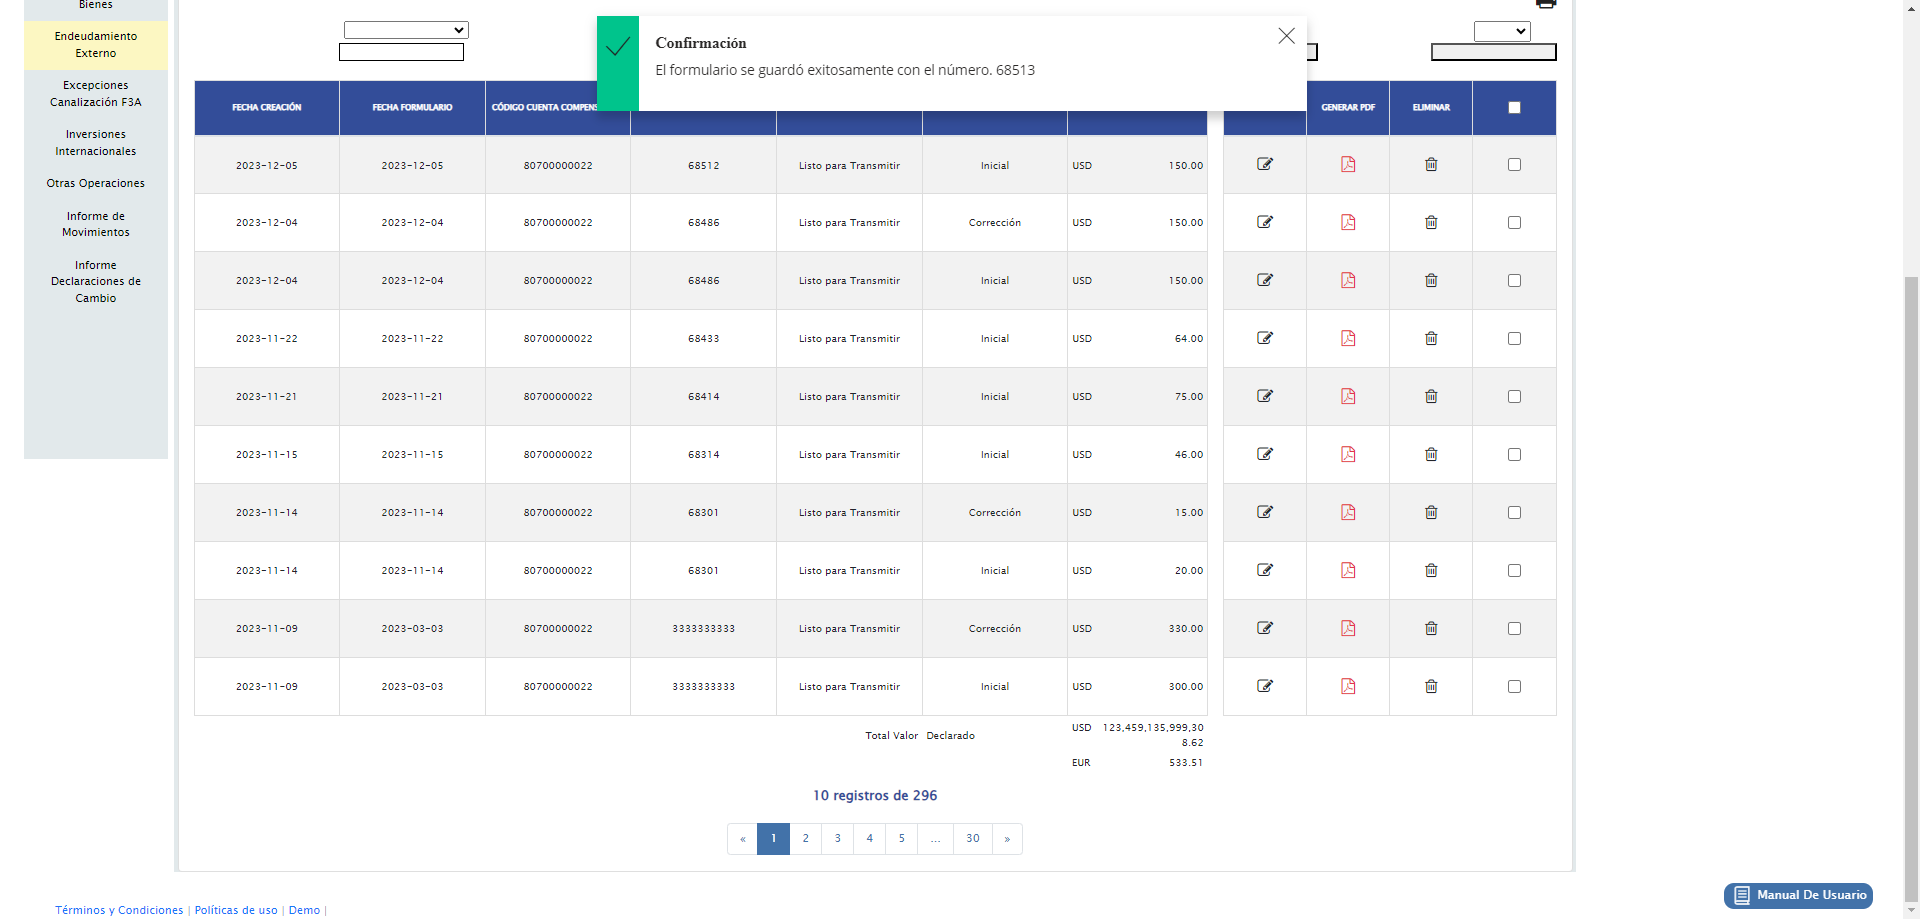 Bienes
Endeudamiento
Externo
Excepciones
Canalización F3A
Inversiones
Internacionales
Otras Operaciones
Informe de
Movimientos
Informe
Declaraciones de
Cambio
Confirmación
El formulario se guardó exitosamente con el número. 68513
FECHA CREACIÓN FECHA FORMULARIO CÓDIGO CUENTA COMPENS GENERAR PDF ELIMINAR
2023-12-05 2023-12-05 80700000022 68512 Listo para Transmitir Inicial USD 150.00
2023-12-04 2023-12-04 80700000022 68486 Listo para Transmitir Corrección USD 150.00
2023-12-04 2023-12-04 80700000022 68486 Listo para Transmitir Inicial USD 150.00
2023-11-22 2023-11-22 80700000022 68433 Listo para Transmitir Inicial USD 64.00
2023-11-21 2023-11-21 80700000022 68414 Listo para Transmitir Inicial USD 75.00
2023-11-15 2023-11-15 80700000022 68314 Listo para Transmitir Inicial USD 46.00
2023-11-14 2023-11-14 80700000022 68301 Listo para Transmitir Corrección USD 15.00
2023-11-14 2023-11-14 80700000022 68301 Listo para Transmitir Inicial USD 20.00
2023-11-09 2023-03-03 80700000022 3333333333 Listo para Transmitir Corrección USD 330.00
2023-11-09 2023-03-03 80700000022 3333333333 Listo para Transmitir Inicial USD 300.00
Total Valor Declarado USD 123,459,135,999,30
8.62
EUR 533.51
10 registros de 296
« 1 2 3 4 5 ... 30 »
Manual De Usuario
Términos y Condiciones | Políticas de uso | Demo |